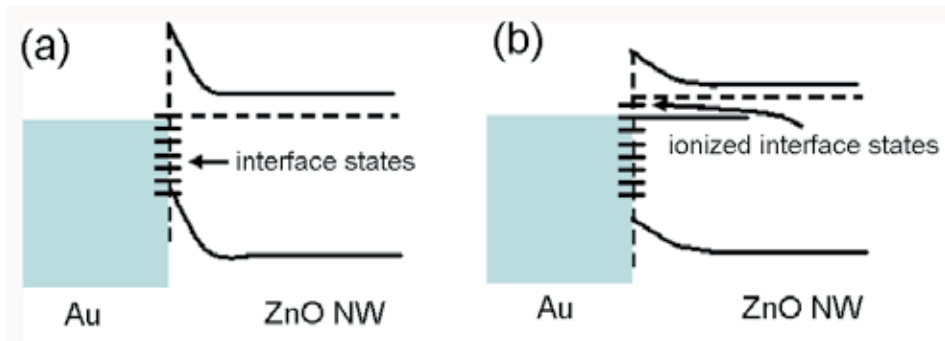 (a)
interface states
Au
ZnO NW
(b)
ionized interface states
Au
ZnO NW